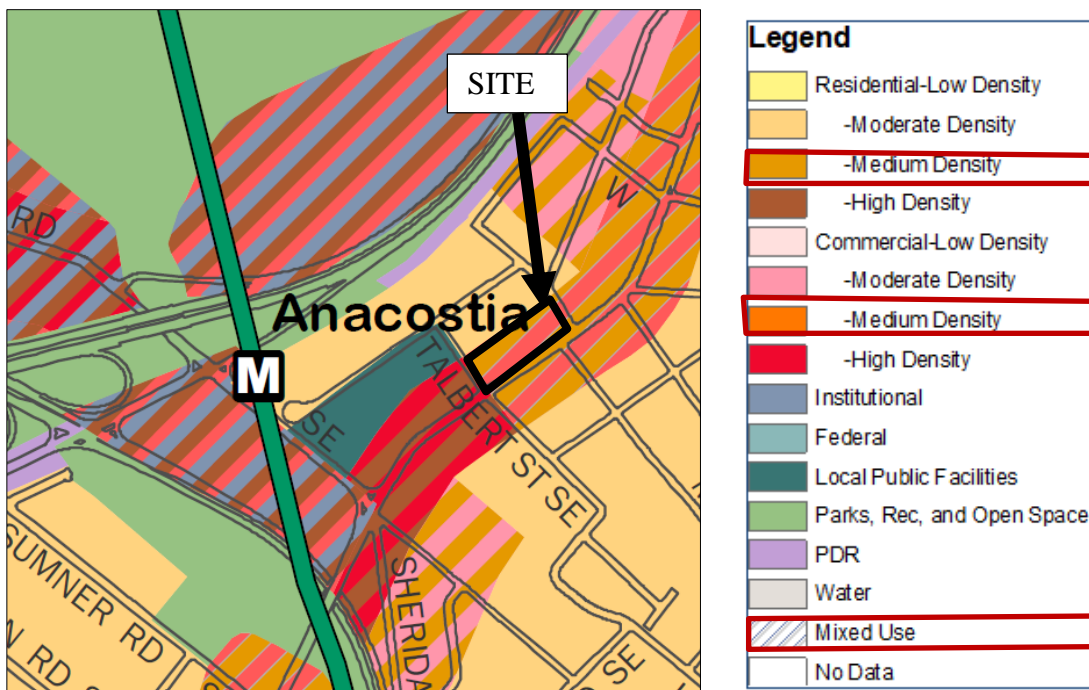 SITE
W
RD
Anacostia
M
TALBERT ST SE
SE
SHERIDA
SE
SUMNER RD
N RD S
S
Legend
Residential-Low Density
-Moderate Density
-Medium Density
-High Density
Commercial-Low Density
-Moderate Density
-Medium Density
-High Density
Institutional
Federal
Local Public Facilities
Parks, Rec, and Open Space
PDR
Water
Mixed Use
No Data